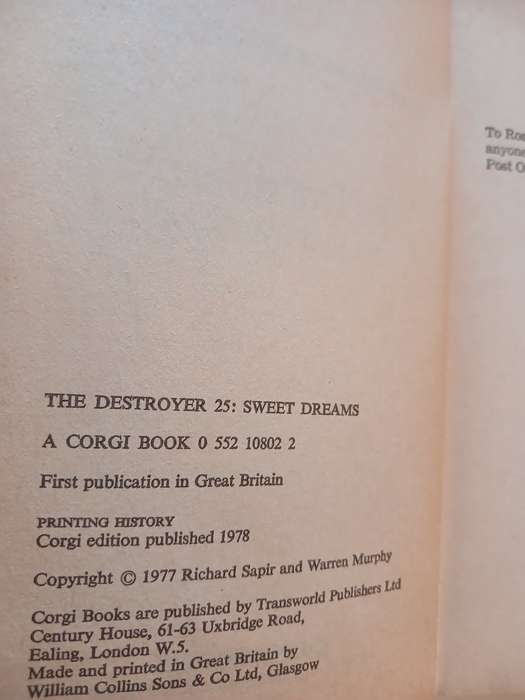 THE DESTROYER 25: SWEET DREAMS
A CORGI BOOK 0 552 10802 2
First publication in Great Britain
PRINTING HISTORY
Corgi edition published 1978
Copyright © 1977 Richard Sapir and Warren Murphy
Corgi Books are published by Transworld Publishers Ltd
Century House, 61-63 Uxbridge Road,
Ealing, London W.5.
Made and printed in Great Britain by
William Collins Sons & Co Ltd, Glasgow
To
anyone
Post